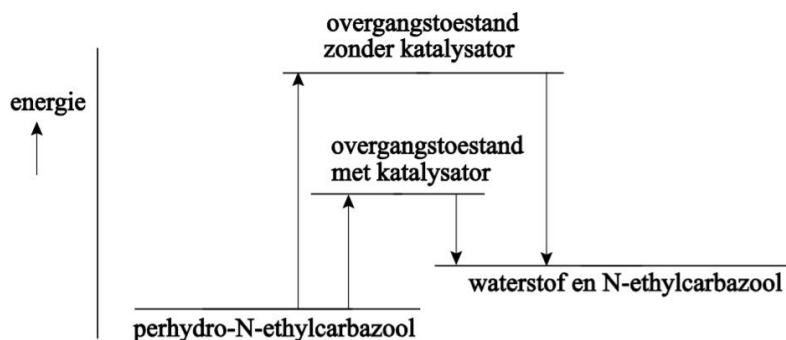 overgangstoestand
zonder katalysator
energie
overgangstoestand
met katalysator
waterstof en N-ethylcarbazool
perhydro-N-ethylcarbazool